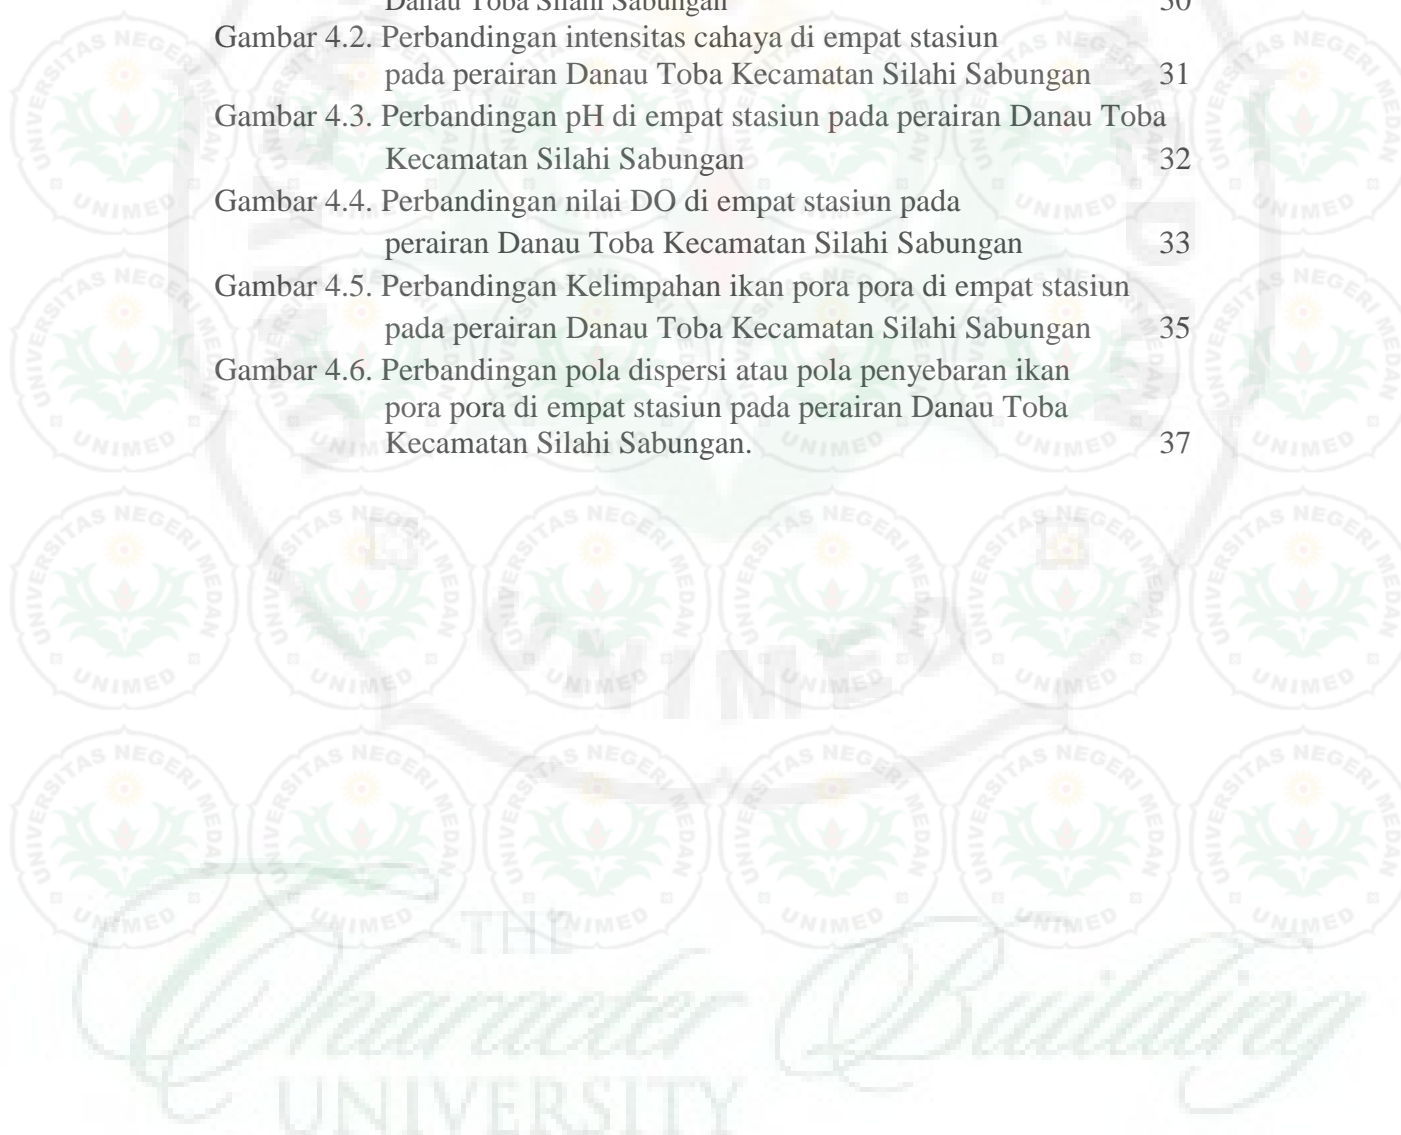 Danau Toba Silahi Sabungan 30
Gambar 4.2. Perbandingan intensitas cahaya di empat stasiun
pada perairan Danau Toba Kecamatan Silahi Sabungan 31
Gambar 4.3. Perbandingan pH di empat stasiun pada perairan Danau Toba
Kecamatan Silahi Sabungan 32
Gambar 4.4. Perbandingan nilai DO di empat stasiun pada
perairan Danau Toba Kecamatan Silahi Sabungan 33
Gambar 4.5. Perbandingan Kelimpahan ikan pora pora di empat stasiun
pada perairan Danau Toba Kecamatan Silahi Sabungan 35
Gambar 4.6. Perbandingan pola dispersi atau pola penyebaran ikan
pora pora di empat stasiun pada perairan Danau Toba
Kecamatan Silahi Sabungan. 37
UNIVERSITAS NEGERI MEDAN
UNIMED
THE
Character Building
UNIVERSITY